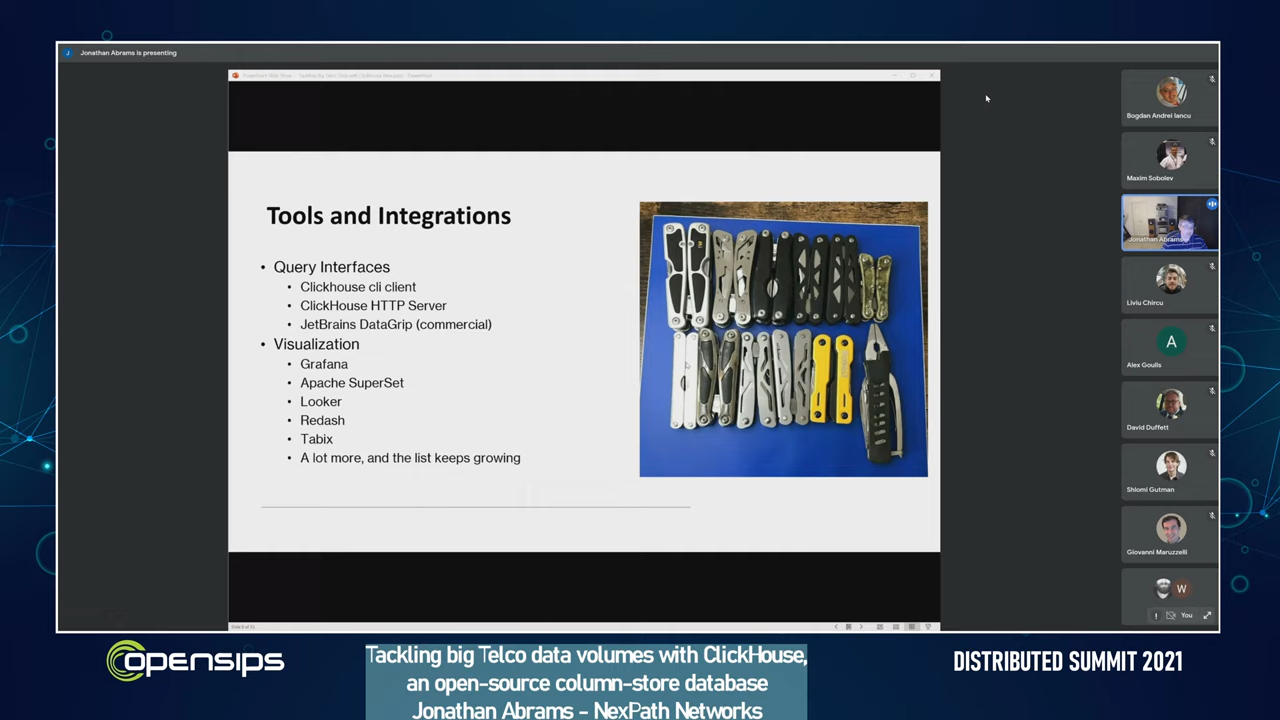 J
Jonathan Abrams is presenting
Tools and Integrations
• Query Interfaces
• Clickhouse cli client
• ClickHouse HTTP Server
• JetBrains DataGrip (commercial)
• Visualization
• Grafana
• Apache SuperSet
• Looker
• Redash
• Tabix
• A lot more, and the list keeps growing
Bogdan Andrei Iancu
Maxim Sobolev
Jonathan Abrams
Liviu Chircu
A
Alex Goulis
David Duffett
Shlomi Gutman
Giovanni Maruzzelli
W
You
OPENSIPS
Tackling big Telco data volumes with ClickHouse,
an open-source column-store database
Jonathan Abrams - NexPath Networks
DISTRIBUTED SUMMIT 2021